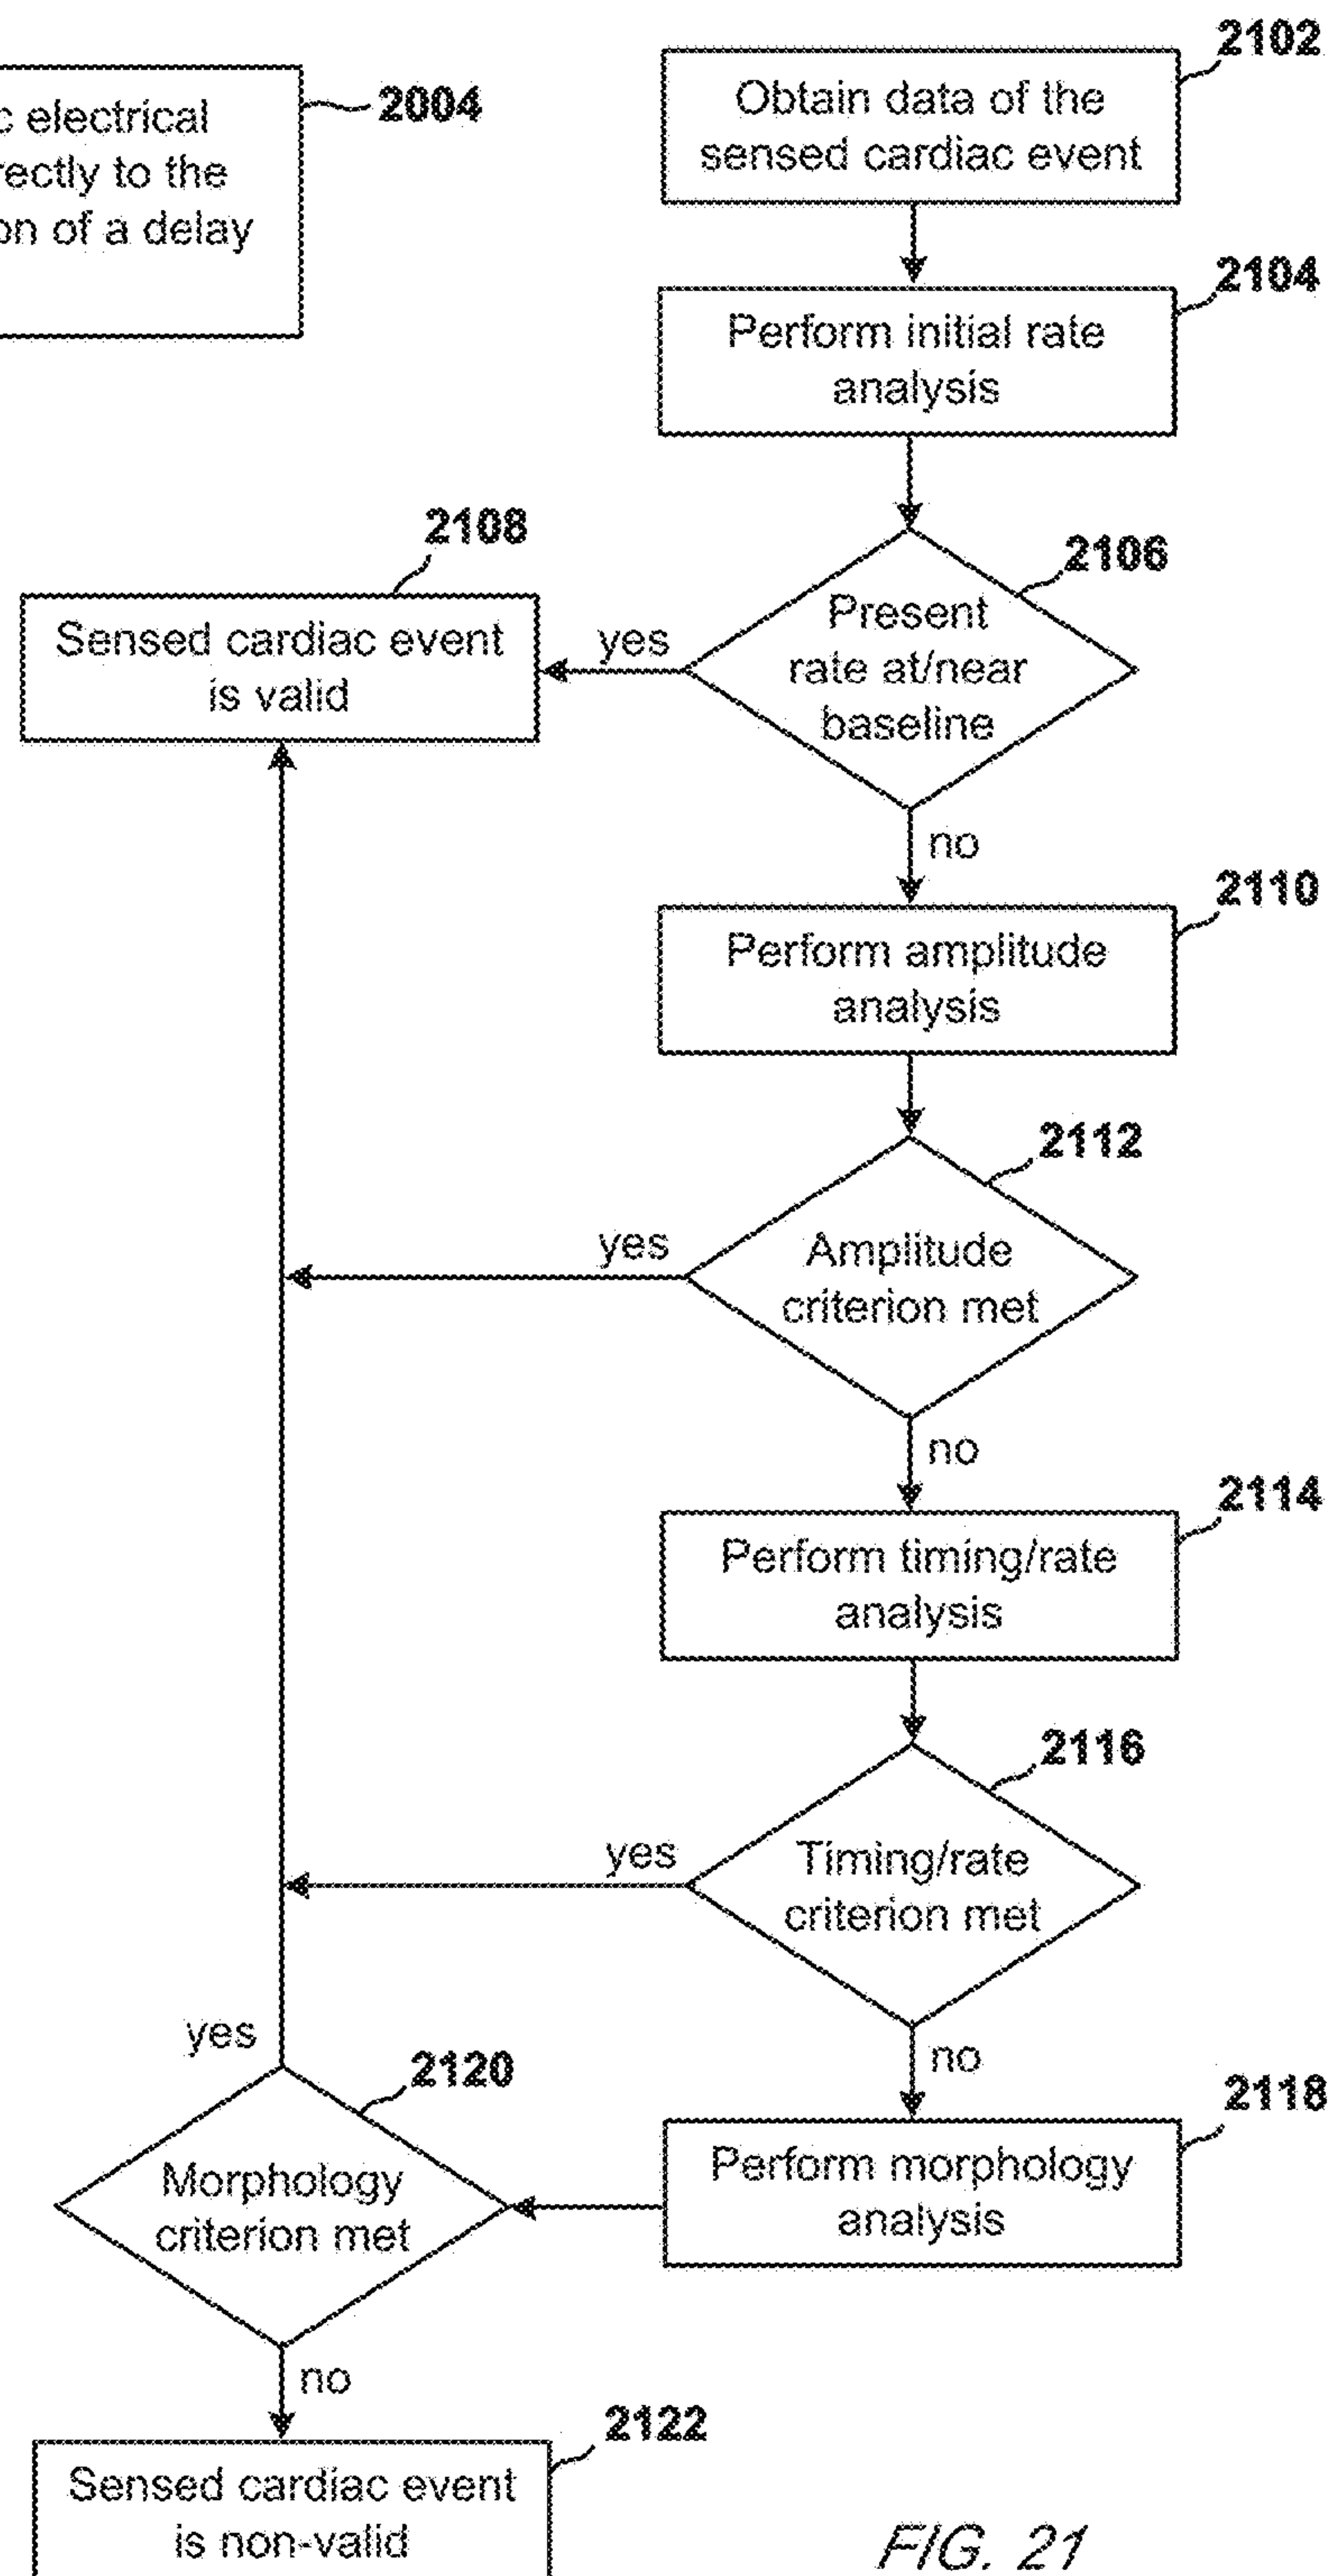 2102
Obtain data of the
sensed cardiac event
2004
electrical
to the
of a delay
2104
Perform initial rate
analysis
2108
Sensed cardiac event
is valid
2106
Present
rate at/near
baseline
yes
no
2110
Perform amplitude
analysis
2112
Amplitude
criterion met
yes
no
2114
Perform timing/rate
analysis
2116
Timing/rate
criterion met
yes
no
2118
Perform morphology
analysis
yes
2120
Morphology
criterion met
no
2122
Sensed cardiac event
is non-valid
FIG. 21